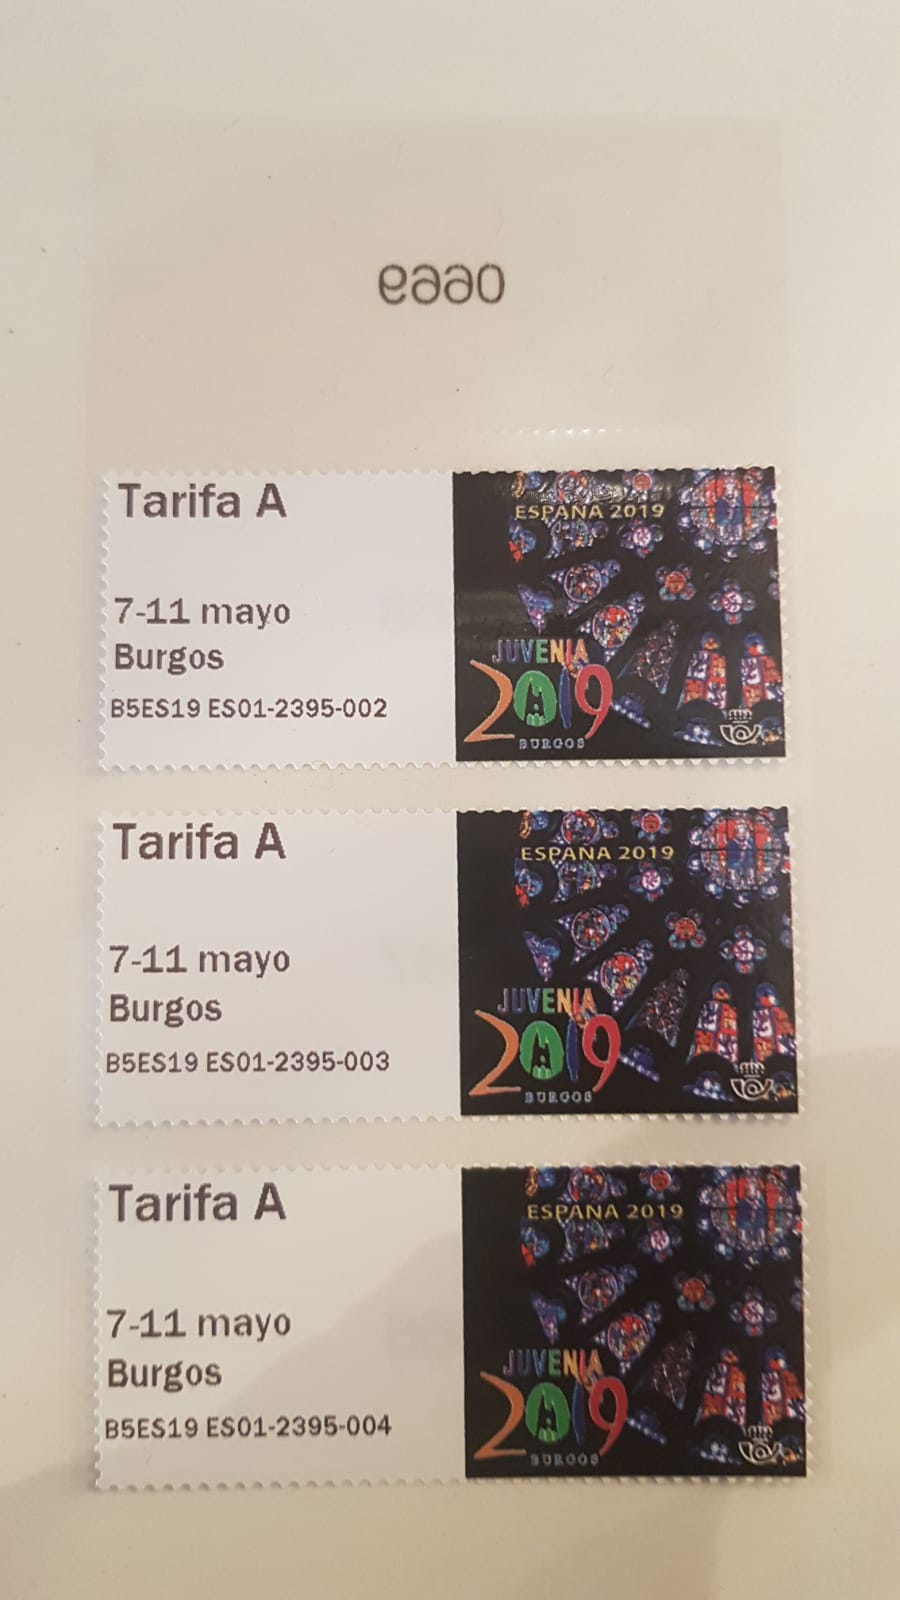 0669
Tarifa A
ESPAÑA 2019
7-11 mayo
Burgos
B5ES19 ES01-2395-002
JUVENIA
2019
BURGOS
Tarifa A
ESPAÑA 2019
7-11 mayo
Burgos
B5ES19 ES01-2395-003
JUVENIA
2019
BURGOS
Tarifa A
ESPAÑA 2019
7-11 mayo
Burgos
B5ES19 ES01-2395-004
JUVENIA
2019
BURGOS